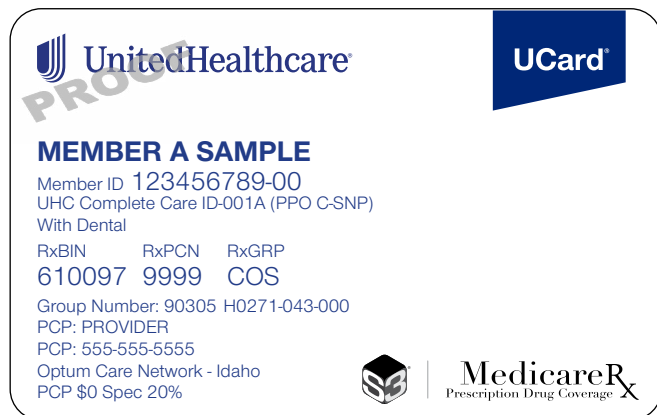 UnitedHealthcare®
UCard®
PROOF
MEMBER A SAMPLE
Member ID 123456789-00
UHC Complete Care ID-001A (PPO C-SNP)
With Dental
RxBIN RxPCN RxGRP
610097 9999 COS
Group Number: 90305 H0271-043-000
PCP: PROVIDER
PCP: 555-555-5555
Optum Care Network - Idaho
PCP $0 Spec 20%
S3®
MedicareRx
Prescription Drug Coverage